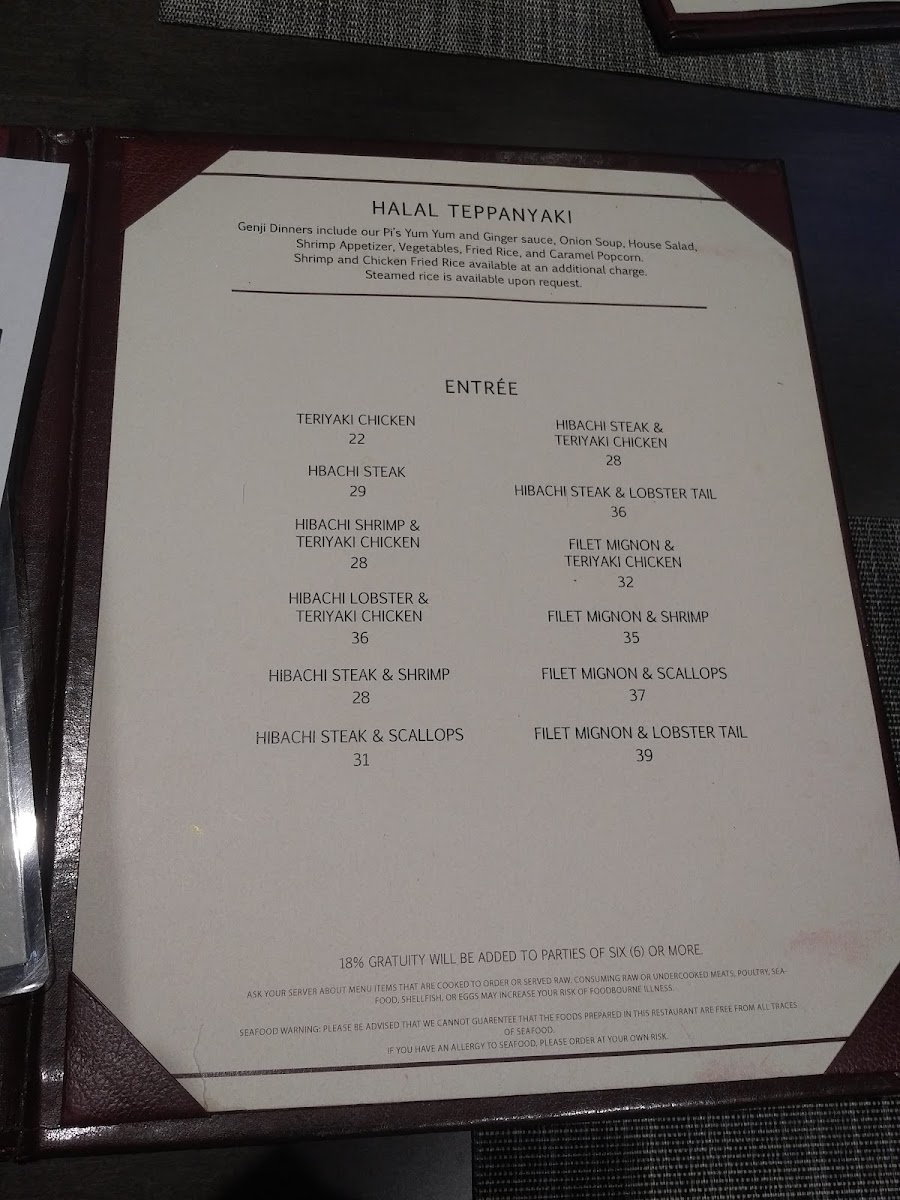 HALAL TEPPANYAKI
Genji Dinners include our Pi's Yum Yum and Ginger sauce, Onion Soup, House Salad,
Shrimp Appetizer, Vegetables, Fried Rice, and Caramel Popcorn.
Shrimp and Chicken Fried Rice available at an additional charge.
Steamed rice is available upon request.
ENTRÉE
TERIYAKI CHICKEN
22
HBACHI STEAK
29
HIBACHI SHRIMP &
TERIYAKI CHICKEN
28
HIBACHI LOBSTER &
TERIYAKI CHICKEN
36
HIBACHI STEAK & SHRIMP
28
HIBACHI STEAK & SCALLOPS
31
HIBACHI STEAK &
TERIYAKI CHICKEN
28
HIBACHI STEAK & LOBSTER TAIL
36
FILET MIGNON &
TERIYAKI CHICKEN
32
FILET MIGNON & SHRIMP
35
FILET MIGNON & SCALLOPS
37
FILET MIGNON & LOBSTER TAIL
39
18% GRATUITY WILL BE ADDED TO PARTIES OF SIX (6) OR MORE.
ASK YOUR SERVER ABOUT MENU ITEMS THAT ARE COOKED TO ORDER OR SERVED RAW. CONSUMING RAW OR UNDERCOOKED MEATS, POULTRY, SEA-
FOOD, SHELLFISH, OR EGGS MAY INCREASE YOUR RISK OF FOODBOURNE ILLNESS.
SEAFOOD WARNING: PLEASE BE ADVISED THAT WE CANNOT GUARENTEE THAT THE FOODS PREPARED IN THIS RESTAURANT ARE FREE FROM ALL TRACES
OF SEAFOOD.
IF YOU HAVE AN ALLERGY TO SEAFOOD, PLEASE ORDER AT YOUR OWN RISK.